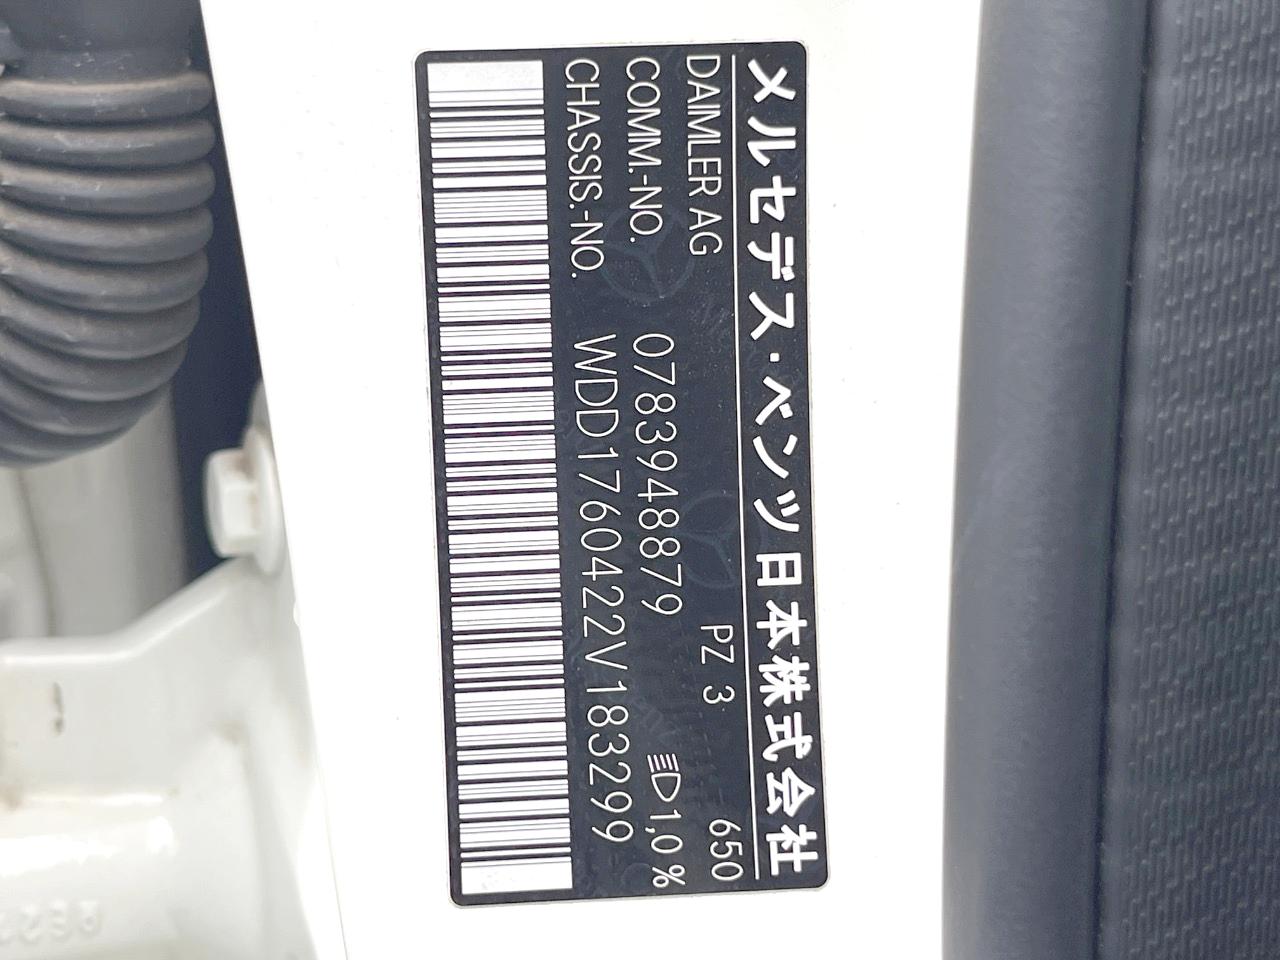 メルセデス・ベンツ日本株式会社
DAIMLER AG PZ 3 650
COMM.-NO. 0783948879 1,0 %
CHASSIS.-NO. WDD1760422V183299